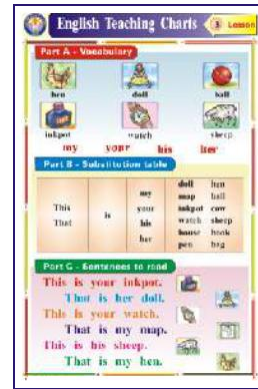 English Teaching Charts
3 Lesson
Part A - Vocabulary
hen doll ball
inkpot watch sheep
my your his her
Part B - Substitution table
This
That
is
my
your
his
her
doll hen
map ball
inkpot cow
watch sheep
house book
pen bag
Part C - Sentences to read
This is your inkpot.
That is her doll.
This is your watch.
That is my map.
This is his sheep.
That is my hen.